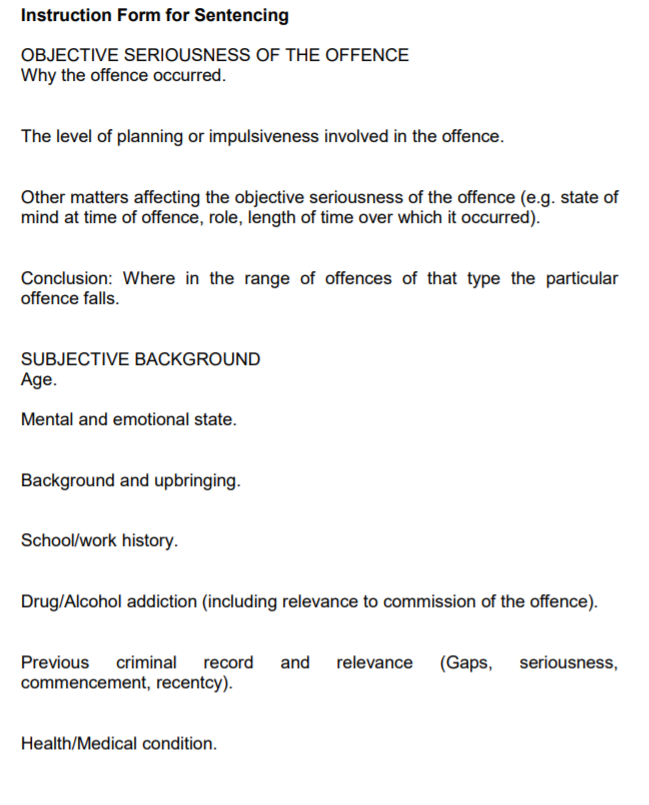 Instruction Form for Sentencing
OBJECTIVE SERIOUSNESS OF THE OFFENCE
Why the offence occurred.
The level of planning or impulsiveness involved in the offence.
Other matters affecting the objective seriousness of the offence (e.g. state of
mind at time of offence, role, length of time over which it occurred).
Conclusion: Where in the range of offences of that type the particular
offence falls.
SUBJECTIVE BACKGROUND
Age.
Mental and emotional state.
Background and upbringing.
School/work history.
Drug/Alcohol addiction (including relevance to commission of the offence).
Previous criminal record and relevance (Gaps, seriousness,
commencement, recentcy).
Health/Medical condition.